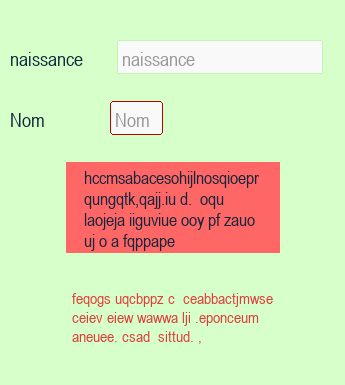 naissance naissance
Nom Nom
hccmsabacesohijlnosqioepr
qungqtk,qajj.iu d. oqu
laojeja iiguviue ooy pf zauo
uj o a fqppape
feqogs uqcbppz c ceabbactjmwse
ceiev eiew wawwa lji .eponceum
aneuee. csad sittud. ,